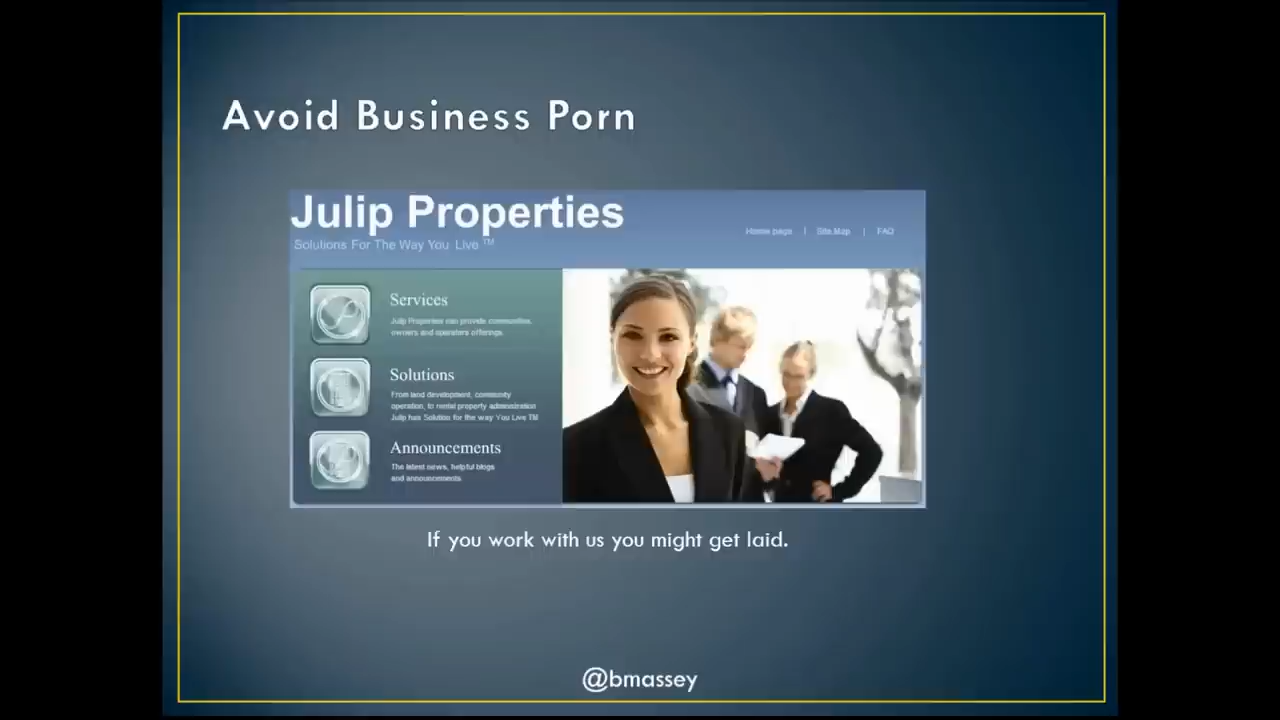 Avoid Business Porn
Julip Properties
Solutions For The Way You Live ™
Home page | Site Map | FAQ
Services
Julip Properties can provide communities,
owners and operators offerings.
Solutions
From land development, community
operation, to rental property administration
Julip has Solution for the way You Live TM
Announcements
The latest news, helpful blogs
and announcements.
If you work with us you might get laid.
@bmassey